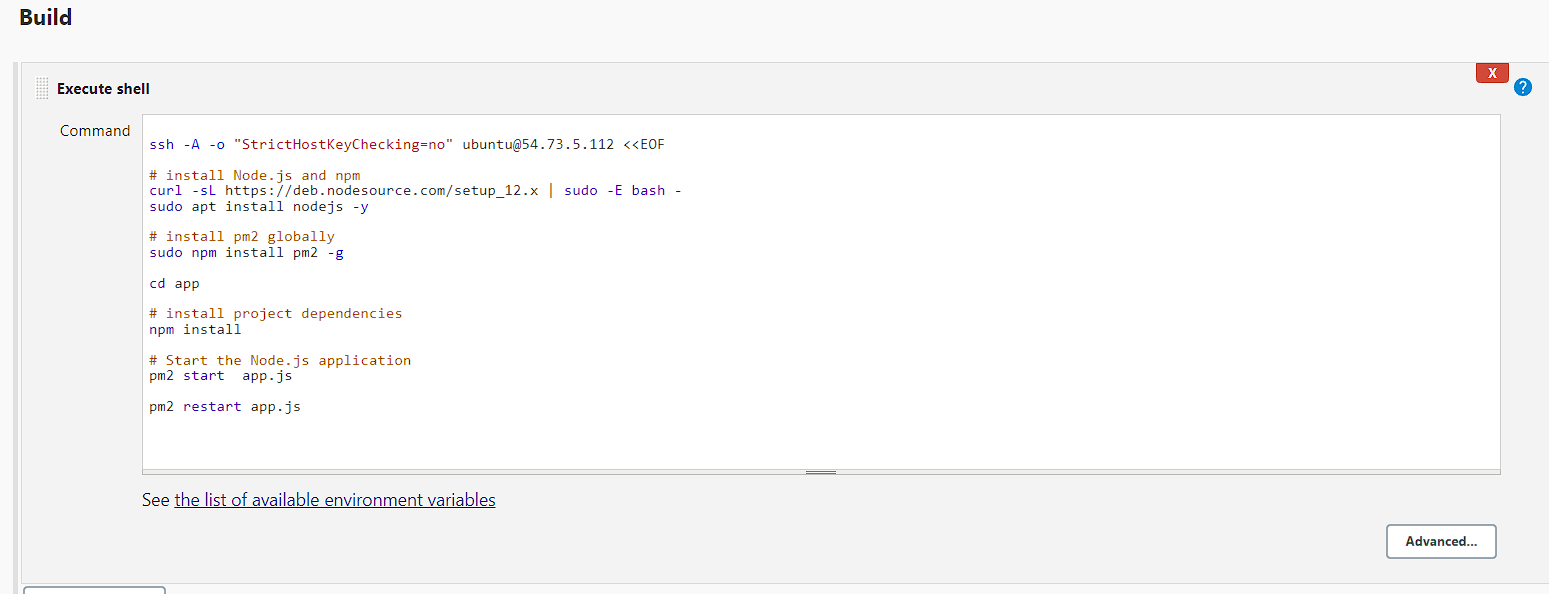 Build
X
?
Execute shell
Command
ssh -A -o "StrictHostKeyChecking=no" ubuntu@54.73.5.112 <<EOF
# install Node.js and npm
curl -sL https://deb.nodesource.com/setup_12.x | sudo -E bash -
sudo apt install nodejs -y
# install pm2 globally
sudo npm install pm2 -g
cd app
# install project dependencies
npm install
# Start the Node.js application
pm2 start  app.js
pm2 restart app.js
See the list of available environment variables
Advanced...